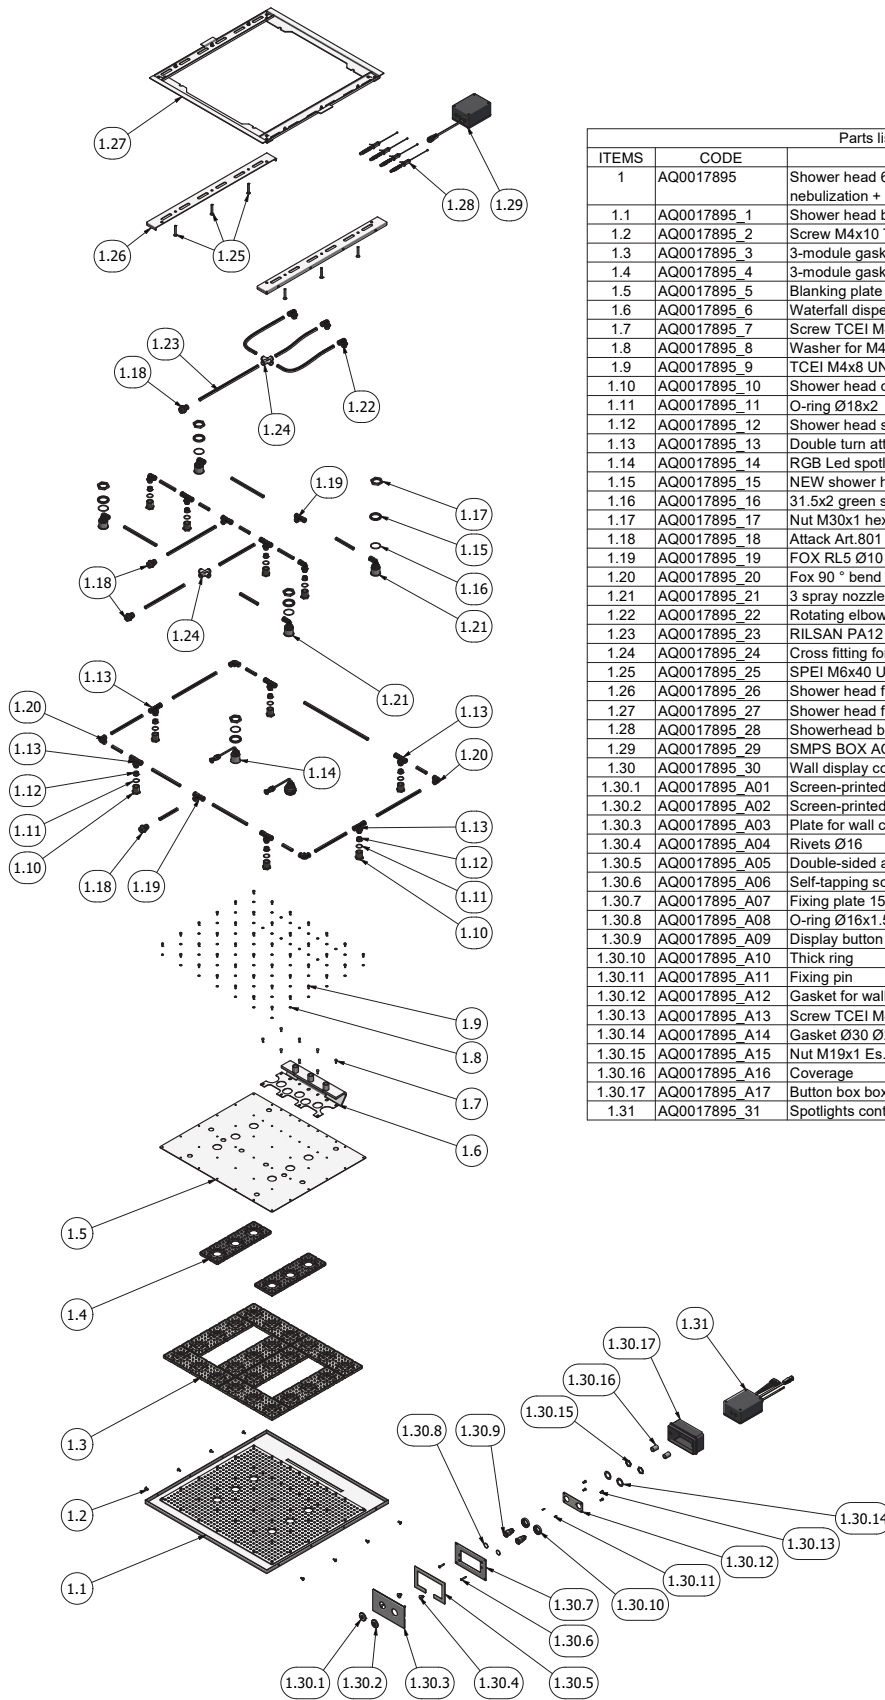 1.27
1.28
1.29
1.26
1.25
1.23
1.18
1.22
1.24
1.19
1.17
1.15
1.18
1.16
1.24
1.21
1.13
1.21
1.20
1.13
1.13
1.14
1.20
1.12
1.11
1.13
1.10
1.12
1.18
1.19
1.11
1.10
1.9
1.8
1.7
1.6
1.5
1.4
1.31
1.30.17
1.30.16
1.30.15
1.30.8
1.30.9
1.3
1.2
1.30.14
1.30.13
1.30.12
1.1
1.30.11
1.30.7
1.30.10
1.30.6
1.30.1
1.30.2
1.30.3
1.30.4
1.30.5
Parts li
ITEMS CODE
1 AQ0017895 Shower head 6
nebulization +
1.1 AQ0017895_1 Shower head b
1.2 AQ0017895_2 Screw M4x10
1.3 AQ0017895_3 3-module gask
1.4 AQ0017895_4 3-module gask
1.5 AQ0017895_5 Blanking plate
1.6 AQ0017895_6 Waterfall dispe
1.7 AQ0017895_7 Screw TCEI M
1.8 AQ0017895_8 Washer for M4
1.9 AQ0017895_9 TCEI M4x8 UN
1.10 AQ0017895_10 Shower head c
1.11 AQ0017895_11 O-ring Ø18x2
1.12 AQ0017895_12 Shower head s
1.13 AQ0017895_13 Double turn att
1.14 AQ0017895_14 RGB Led spotl
1.15 AQ0017895_15 NEW shower h
1.16 AQ0017895_16 31.5x2 green s
1.17 AQ0017895_17 Nut M30x1 hex
1.18 AQ0017895_18 Attack Art.801
1.19 AQ0017895_19 FOX RL5 Ø10
1.20 AQ0017895_20 Fox 90 ° bend
1.21 AQ0017895_21 3 spray nozzle
1.22 AQ0017895_22 Rotating elbow
1.23 AQ0017895_23 RILSAN PA12
1.24 AQ0017895_24 Cross fitting for
1.25 AQ0017895_25 SPEI M6x40 U
1.26 AQ0017895_26 Shower head f
1.27 AQ0017895_27 Shower head f
1.28 AQ0017895_28 Showerhead b
1.29 AQ0017895_29 SMPS BOX AC
1.30 AQ0017895_30 Wall display co
1.30.1 AQ0017895_A01 Screen-printed
1.30.2 AQ0017895_A02 Screen-printed
1.30.3 AQ0017895_A03 Plate for wall c
1.30.4 AQ0017895_A04 Rivets Ø16
1.30.5 AQ0017895_A05 Double-sided a
1.30.6 AQ0017895_A06 Self-tapping sc
1.30.7 AQ0017895_A07 Fixing plate 15
1.30.8 AQ0017895_A08 O-ring Ø16x1.5
1.30.9 AQ0017895_A09 Display button
1.30.10 AQ0017895_A10 Thick ring
1.30.11 AQ0017895_A11 Fixing pin
1.30.12 AQ0017895_A12 Gasket for wall
1.30.13 AQ0017895_A13 Screw TCEI M
1.30.14 AQ0017895_A14 Gasket Ø30 Ø
1.30.15 AQ0017895_A15 Nut M19x1 Es.
1.30.16 AQ0017895_A16 Coverage
1.30.17 AQ0017895_A17 Button box box
1.31 AQ0017895_31 Spotlights cont